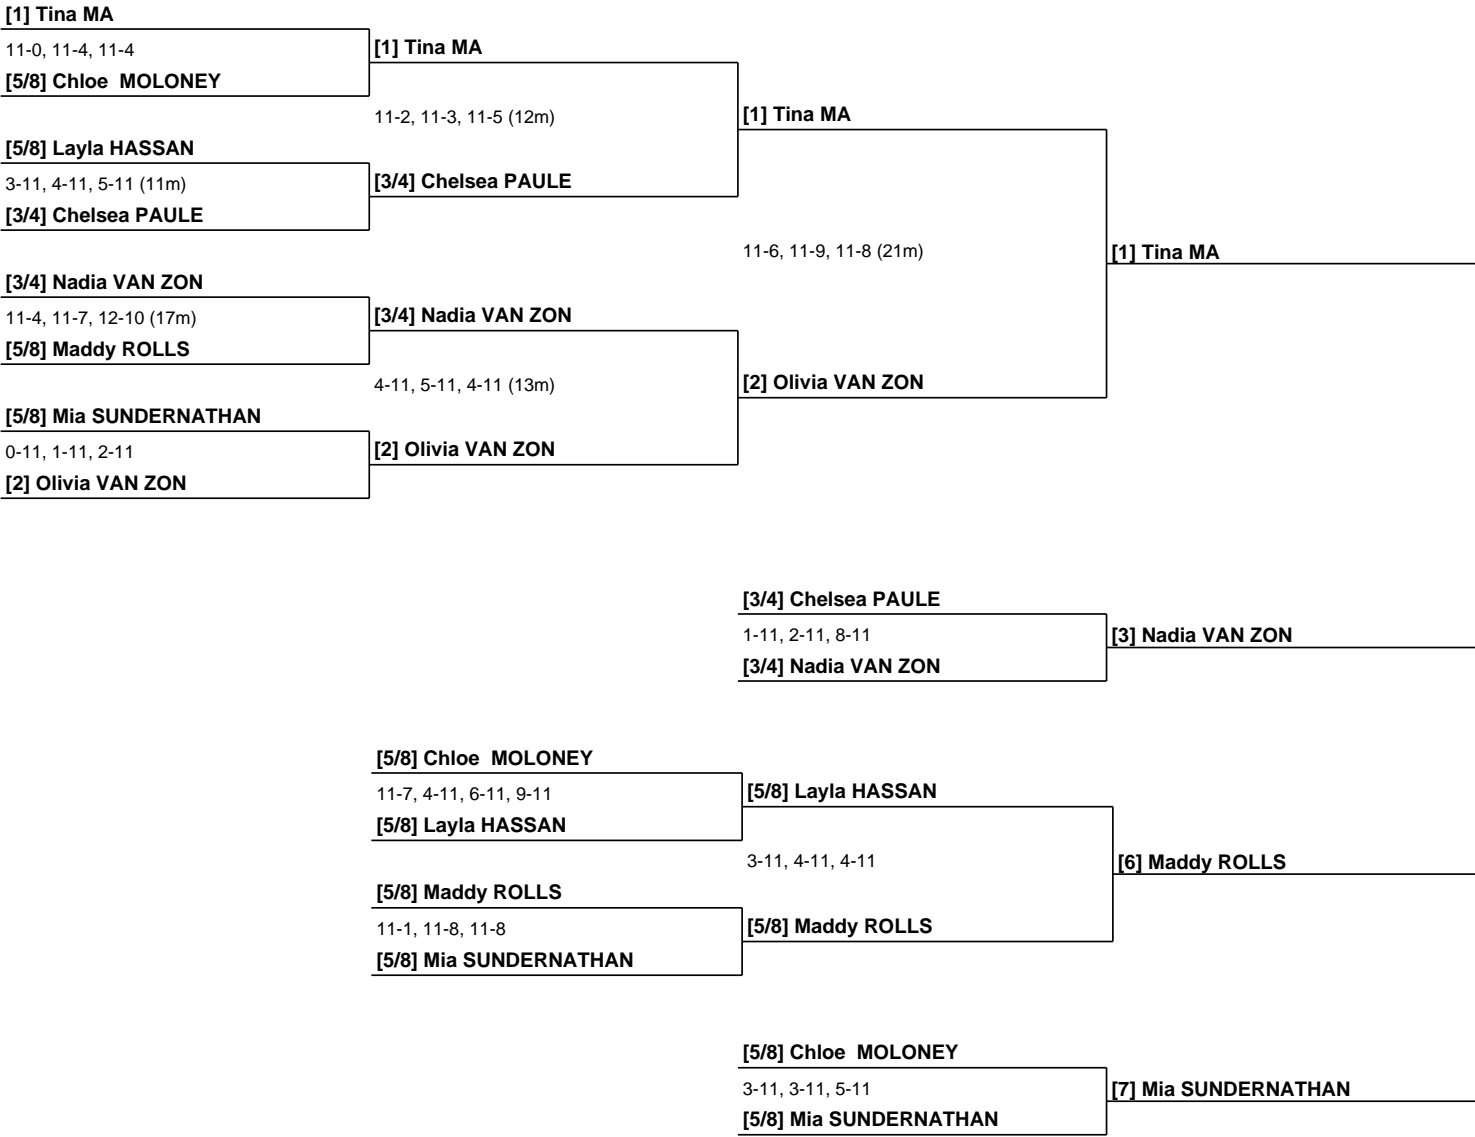 [1] Tina MA
11-0, 11-4, 11-4
[1] Tina MA
[5/8] Chloe  MOLONEY
11-2, 11-3, 11-5 (12m)
[1] Tina MA
[5/8] Layla HASSAN
3-11, 4-11, 5-11 (11m)
[3/4] Chelsea PAULE
[3/4] Chelsea PAULE
11-6, 11-9, 11-8 (21m)
[1] Tina MA
[3/4] Nadia VAN ZON
11-4, 11-7, 12-10 (17m)
[3/4] Nadia VAN ZON
[5/8] Maddy ROLLS
4-11, 5-11, 4-11 (13m)
[2] Olivia VAN ZON
[5/8] Mia SUNDERNATHAN
0-11, 1-11, 2-11
[2] Olivia VAN ZON
[2] Olivia VAN ZON
[3/4] Chelsea PAULE
1-11, 2-11, 8-11
[3] Nadia VAN ZON
[3/4] Nadia VAN ZON
[5/8] Chloe  MOLONEY
11-7, 4-11, 6-11, 9-11
[5/8] Layla HASSAN
[5/8] Layla HASSAN
3-11, 4-11, 4-11
[6] Maddy ROLLS
[5/8] Maddy ROLLS
11-1, 11-8, 11-8
[5/8] Maddy ROLLS
[5/8] Mia SUNDERNATHAN
[5/8] Chloe  MOLONEY
3-11, 3-11, 5-11
[7] Mia SUNDERNATHAN
[5/8] Mia SUNDERNATHAN